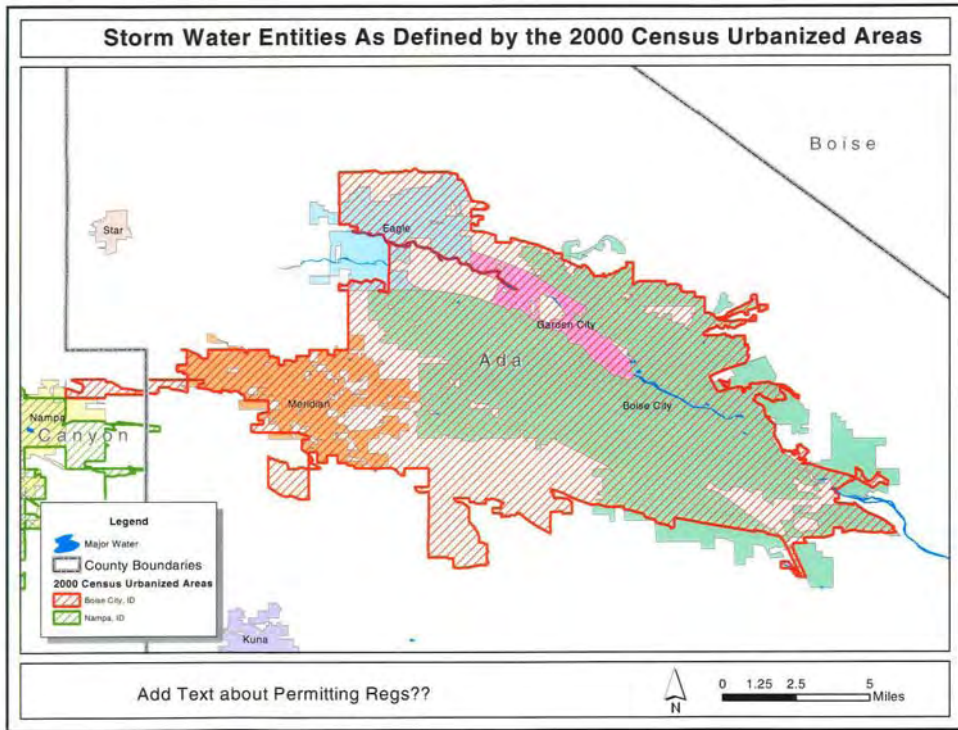 Storm Water Entities As Defined by the 2000 Census Urbanized Areas
Boise
Star
Eagle
Garden City
Ada
Meridian
Boise City
Nampa
Canyon
Legend
Major Water
County Boundaries
2000 Census Urbanized Areas
Boise City, ID
Nampa, ID
Kuna
Add Text about Permitting Regs??
N
0 1.25 2.5 5
Miles